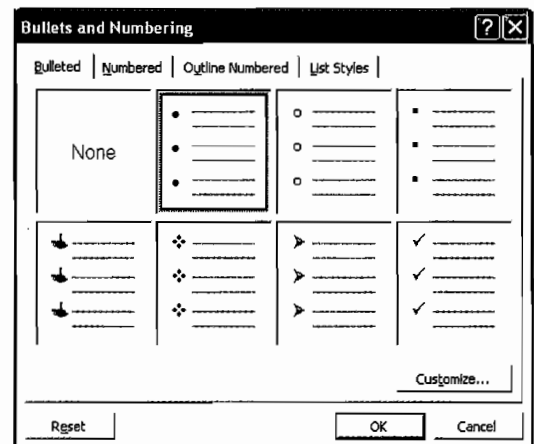 Bullets and Numbering
Bulleted Numbered Outline Numbered List Styles
None
Customize...
Reset OK Cancel